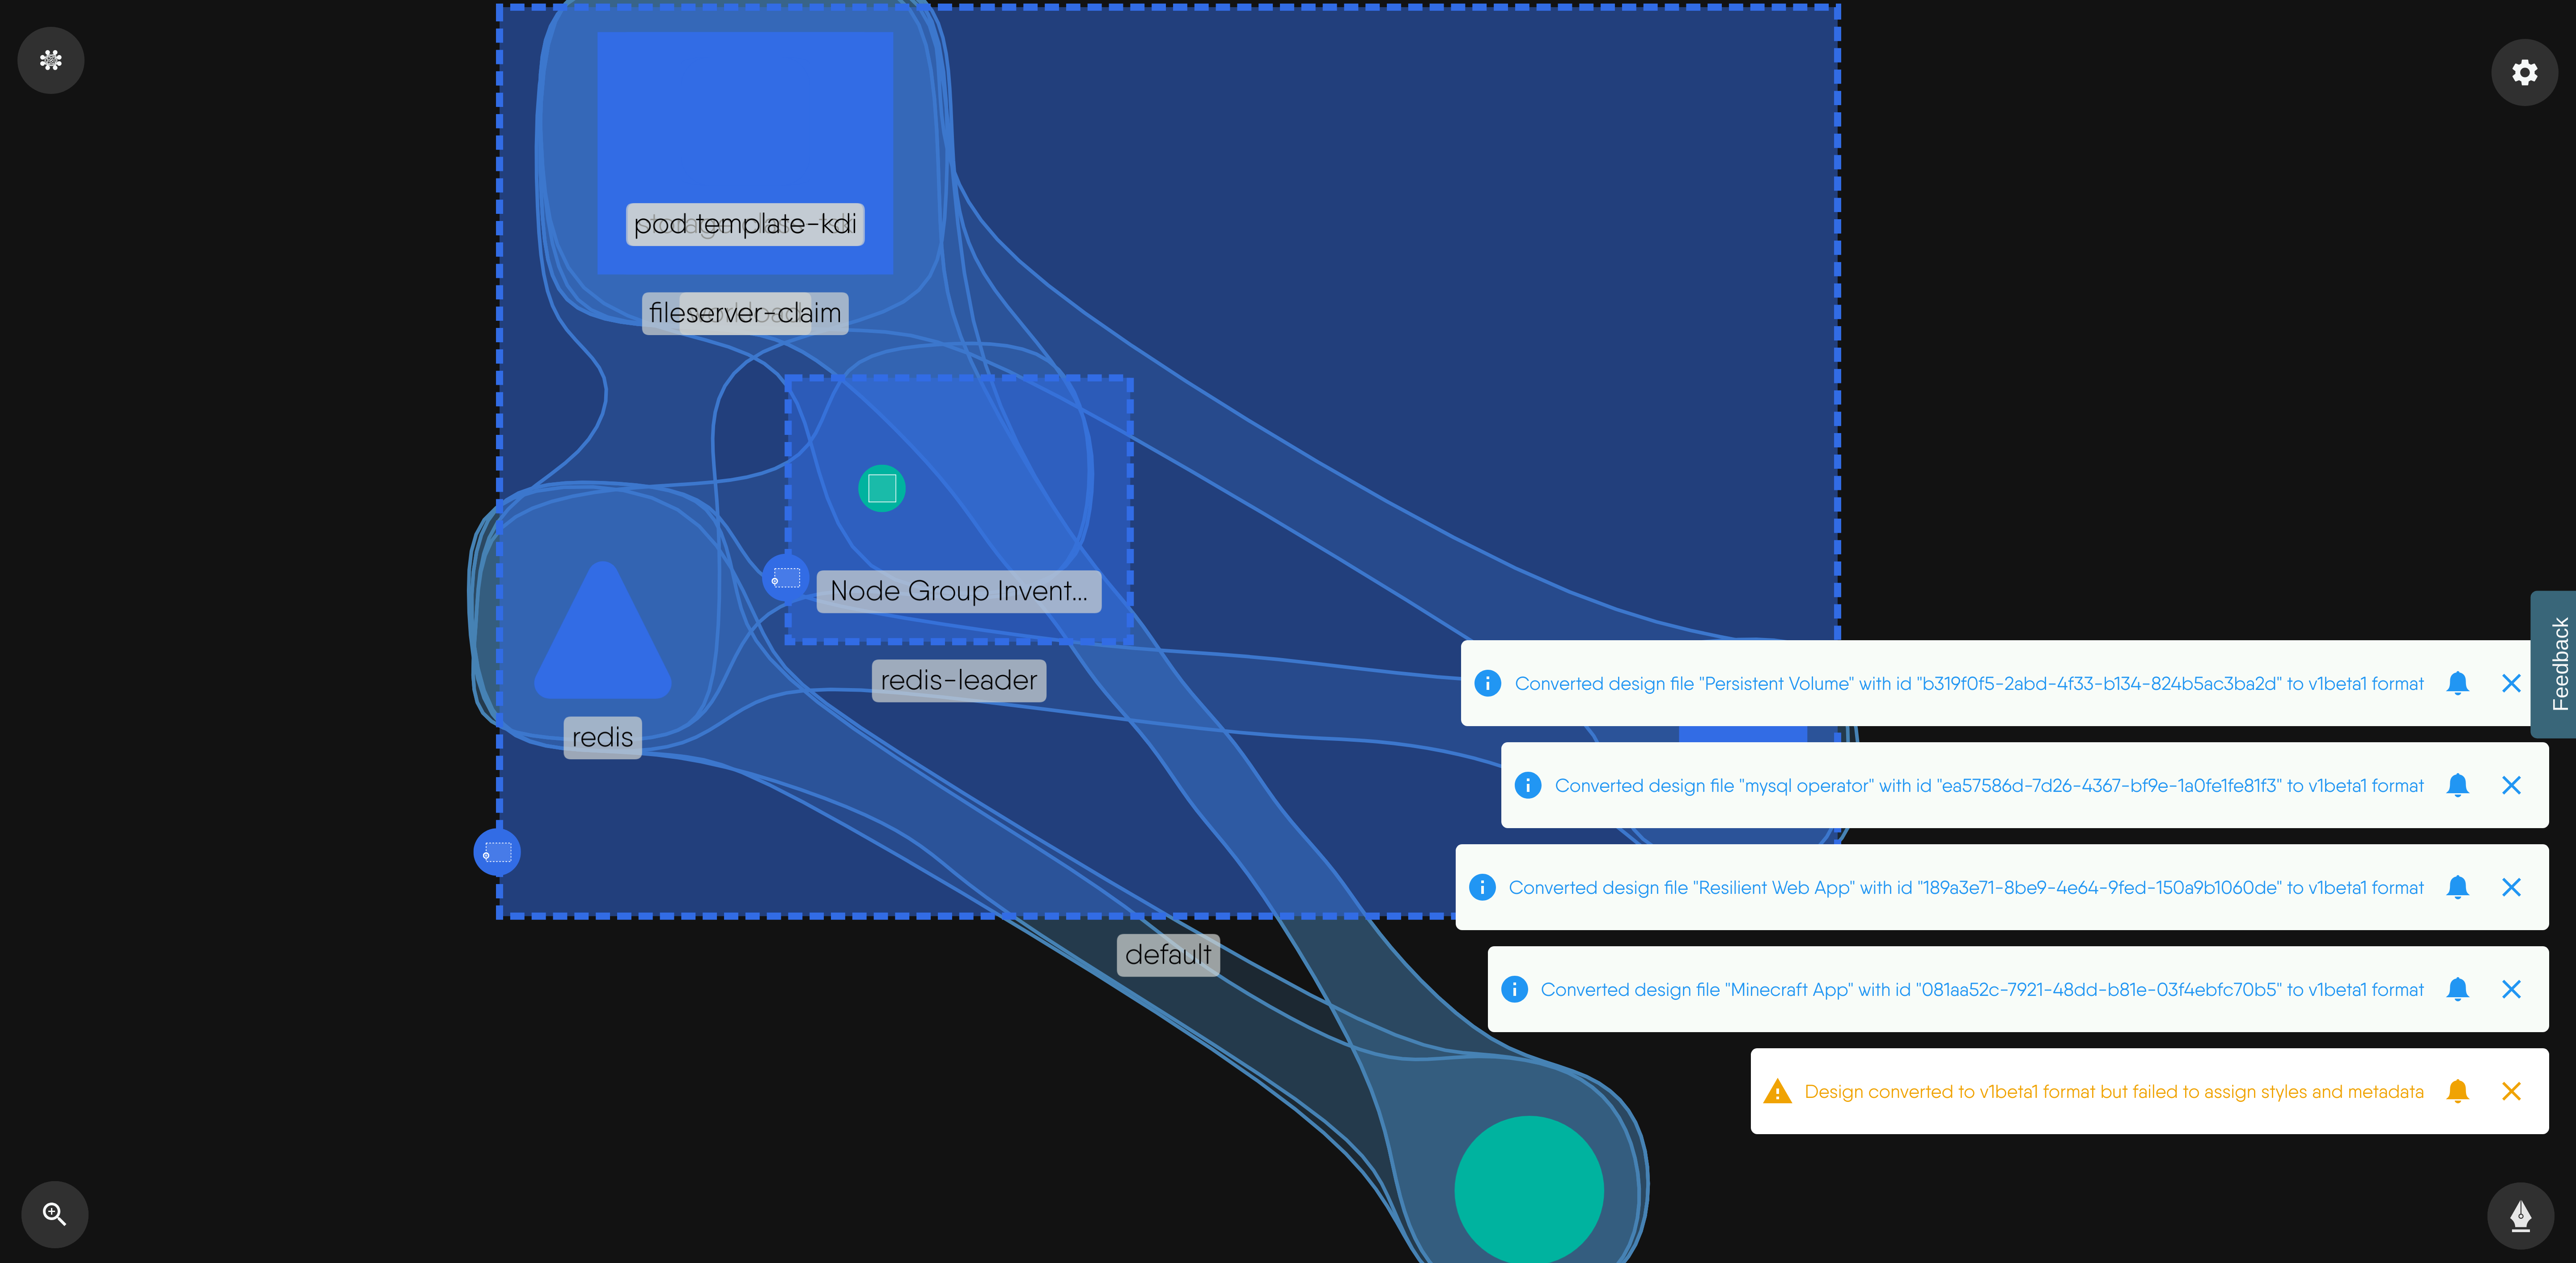 pod template-kdi
fileserver-claim
Node Group Invent...
redis-leader
redis
default
Feedback
Converted design file "Persistent Volume" with id "b319f0f5-2abd-4f33-b134-824b5ac3ba2d" to v1beta1 format
Converted design file "mysql operator" with id "ea57586d-7d26-4367-bf9e-1a0fe1fe81f3" to v1beta1 format
Converted design file "Resilient Web App" with id "189a3e71-8be9-4e64-9fed-150a9b1060de" to v1beta1 format
Converted design file "Minecraft App" with id "081aa52c-7921-48dd-b81e-03f4ebfc70b5" to v1beta1 format
Design converted to v1beta1 format but failed to assign styles and metadata